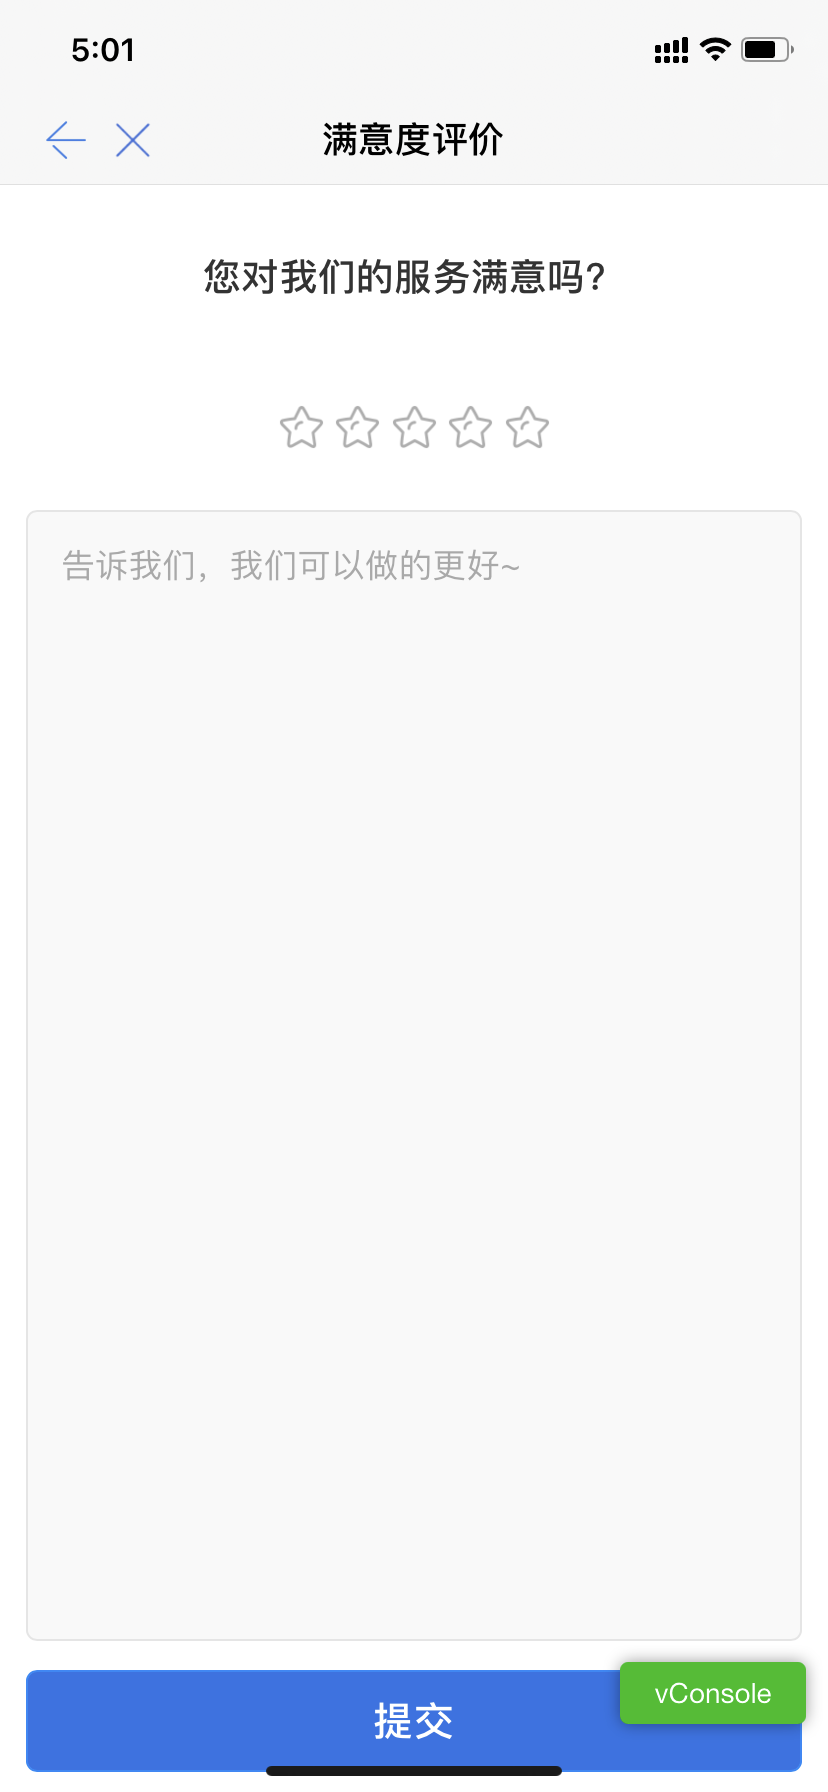 5:01
满意度评价
您对我们的服务满意吗?
告诉我们，我们可以做的更好~
vConsole
提交